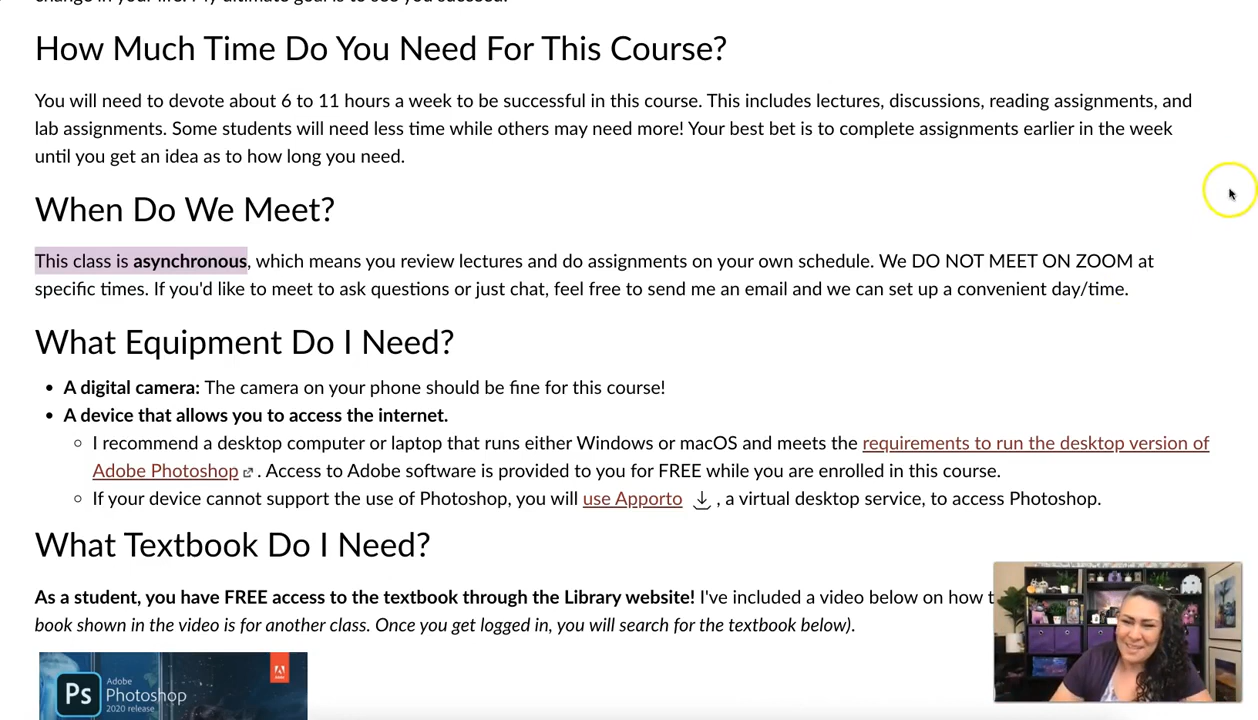 How Much Time Do You Need For This Course?
You will need to devote about 6 to 11 hours a week to be successful in this course. This includes lectures, discussions, reading assignments, and
lab assignments. Some students will need less time while others may need more! Your best bet is to complete assignments earlier in the week
until you get an idea as to how long you need.
When Do We Meet?
This class is asynchronous, which means you review lectures and do assignments on your own schedule. We DO NOT MEET ON ZOOM at
specific times. If you'd like to meet to ask questions or just chat, feel free to send me an email and we can set up a convenient day/time.
What Equipment Do I Need?
• A digital camera: The camera on your phone should be fine for this course!
• A device that allows you to access the internet.
◦ I recommend a desktop computer or laptop that runs either Windows or macOS and meets the requirements to run the desktop version of
Adobe Photoshop. Access to Adobe software is provided to you for FREE while you are enrolled in this course.
◦ If your device cannot support the use of Photoshop, you will use Apporto , a virtual desktop service, to access Photoshop.
What Textbook Do I Need?
As a student, you have FREE access to the textbook through the Library website! I've included a video below on how
book shown in the video is for another class. Once you get logged in, you will search for the textbook below).
Ps
Adobe
Photoshop
2020 release